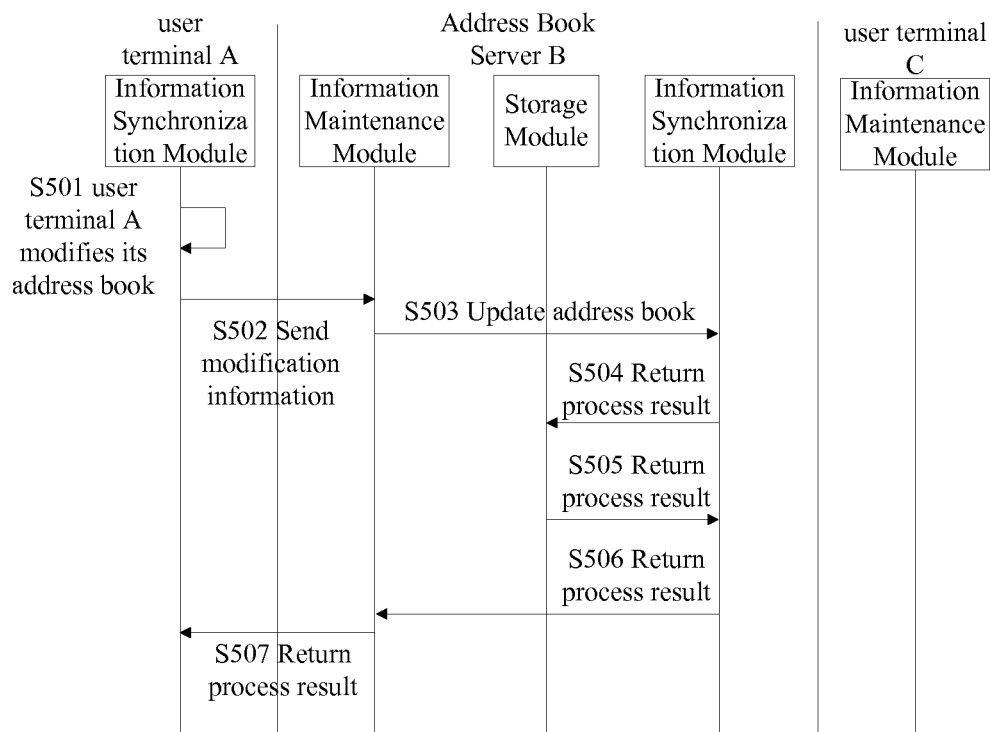 user
terminal A
Address Book
Server B
user terminal
C
Information
Synchroniza
tion Module
Information
Maintenance
Module
Storage
Module
Information
Synchroniza
tion Module
Information
Maintenance
Module
S501 user
terminal A
modifies its
address book
S502 Send
modification
information
S503 Update address book
S504 Return
process result
S505 Return
process result
S506 Return
process result
S507 Return
process result